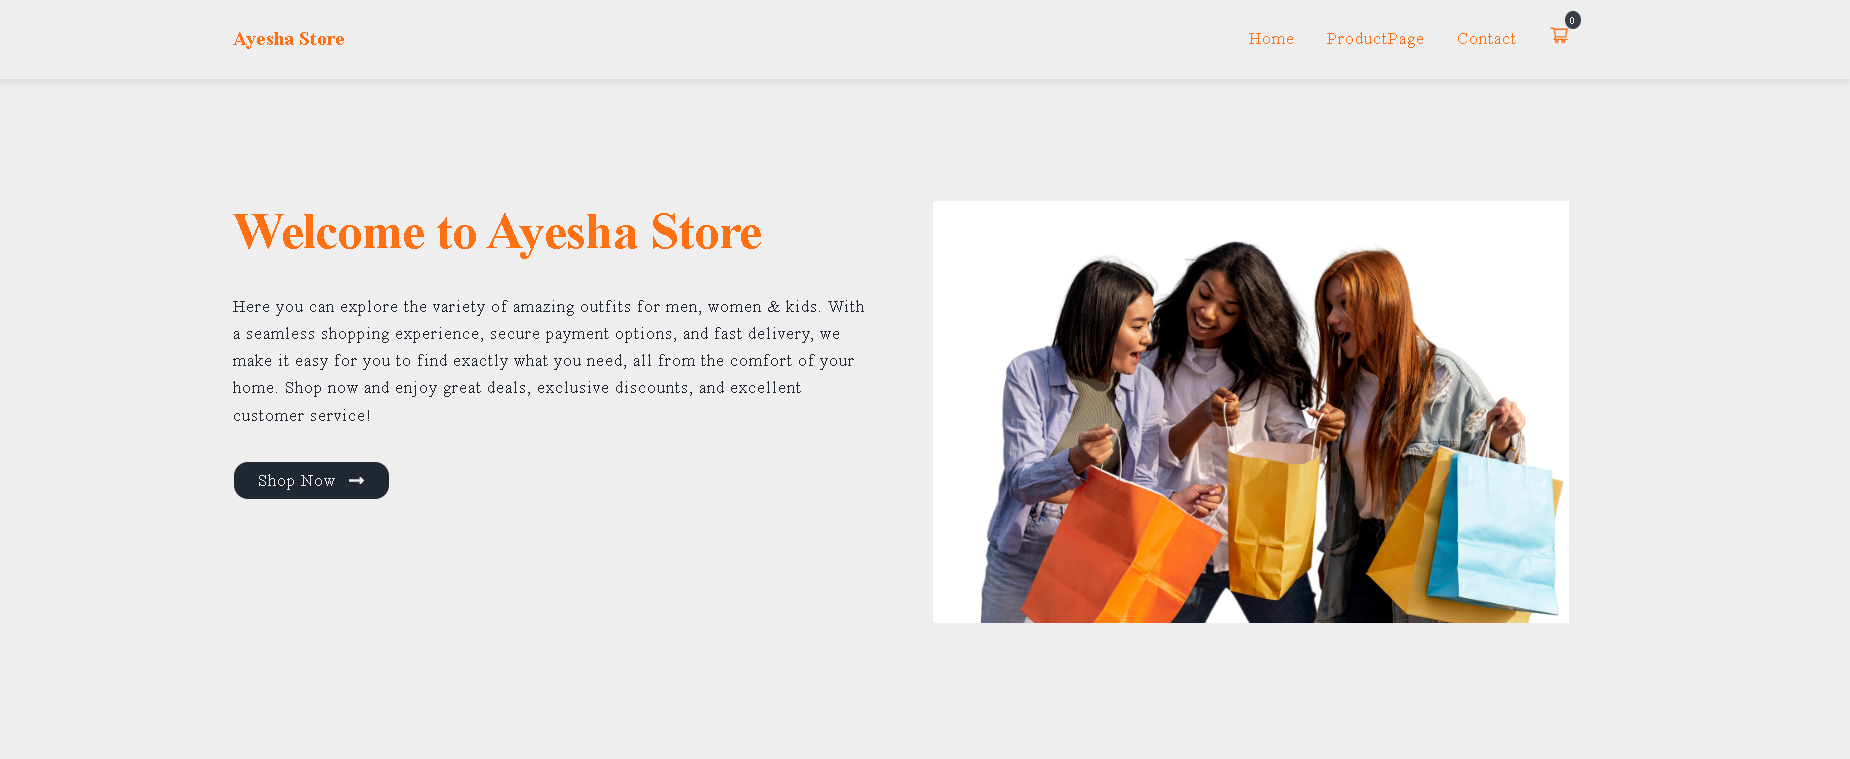 Ayesha Store
Home ProductPage Contact
0
Welcome to Ayesha Store
Here you can explore the variety of amazing outfits for men, women & kids. With
a seamless shopping experience, secure payment options, and fast delivery, we
make it easy for you to find exactly what you need, all from the comfort of your
home. Shop now and enjoy great deals, exclusive discounts, and excellent
customer service!
Shop Now